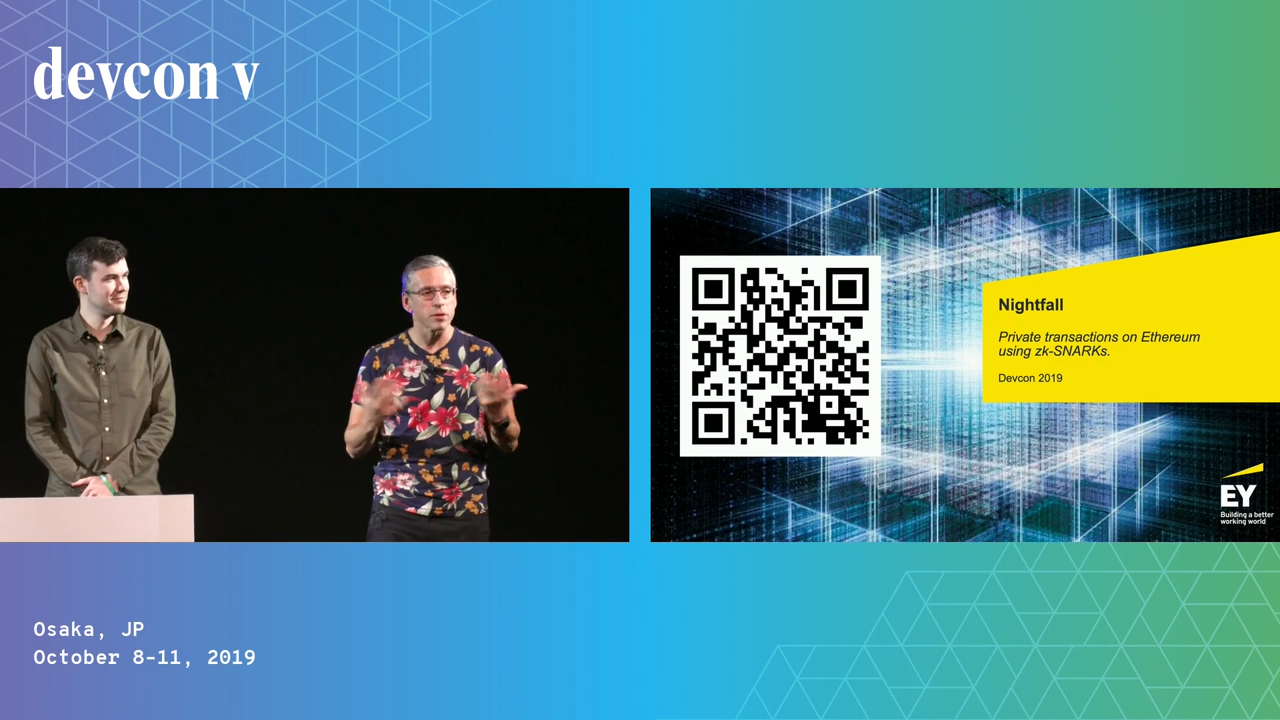 devcon v
Nightfall
Private transactions on Ethereum
using zk-SNARKs.
Devcon 2019
EY
Building a better
working world
Osaka, JP
October 8-11, 2019